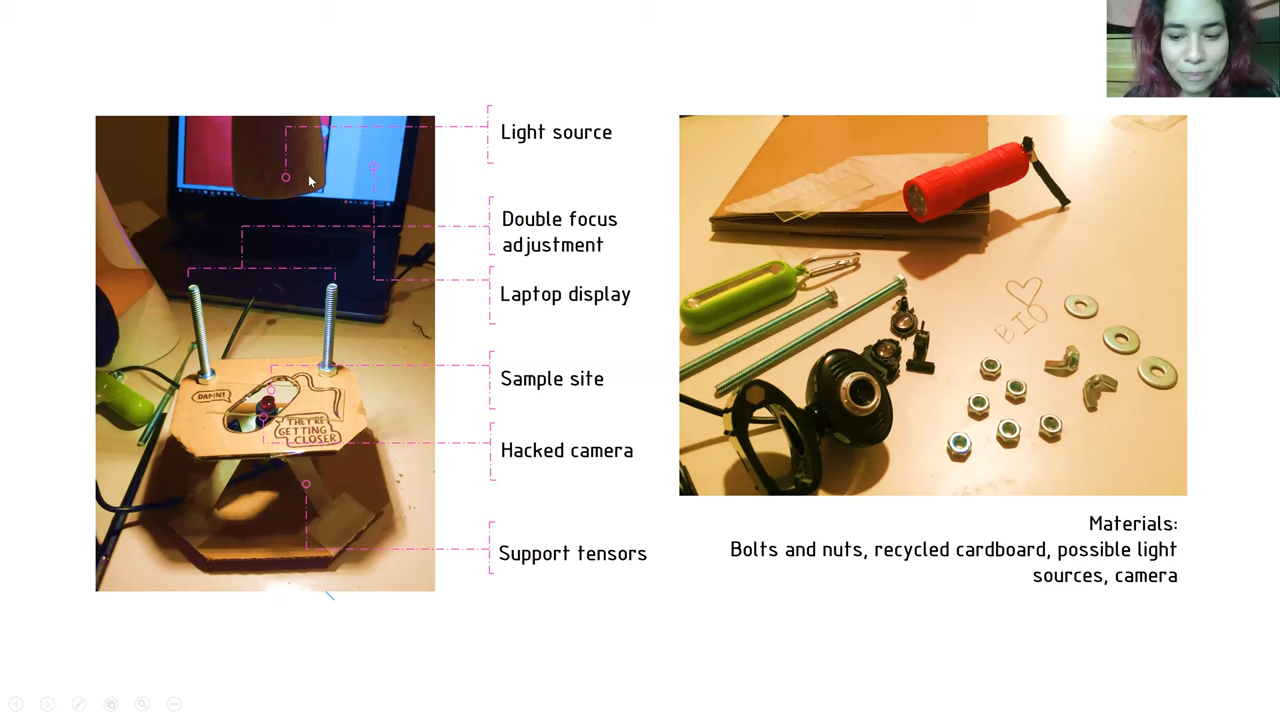 Light source
Double focus
adjustment
Laptop display
Sample site
Hacked camera
Support tensors
DAMN!
THEY'RE
GETTING
CLOSER
BIO
Materials:
Bolts and nuts, recycled cardboard, possible light
sources, camera